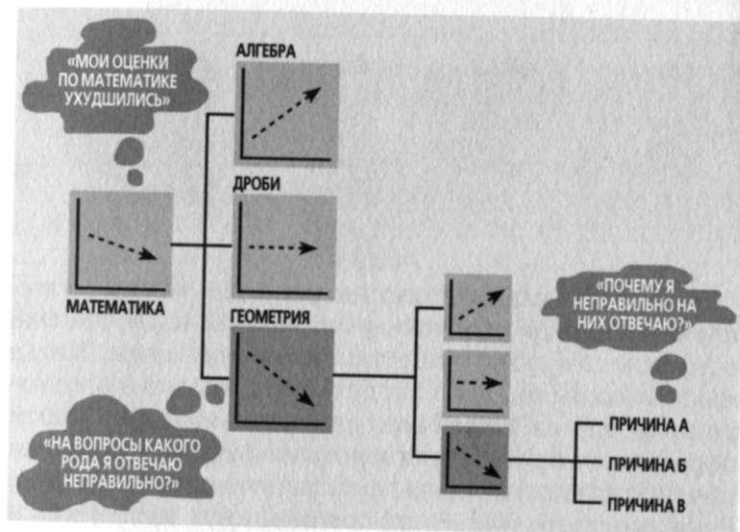 «МОИ ОЦЕНКИ
ПО МАТЕМАТИКЕ
УХУДШИЛИСЬ»
АЛГЕБРА
ДРОБИ
МАТЕМАТИКА
ГЕОМЕТРИЯ
«ПОЧЕМУ Я
НЕПРАВИЛЬНО НА
НИХ ОТВЕЧАЮ?»
«НА ВОПРОСЫ КАКОГО
РОДА Я ОТВЕЧАЮ
НЕПРАВИЛЬНО?»
ПРИЧИНА А
ПРИЧИНА Б
ПРИЧИНА В